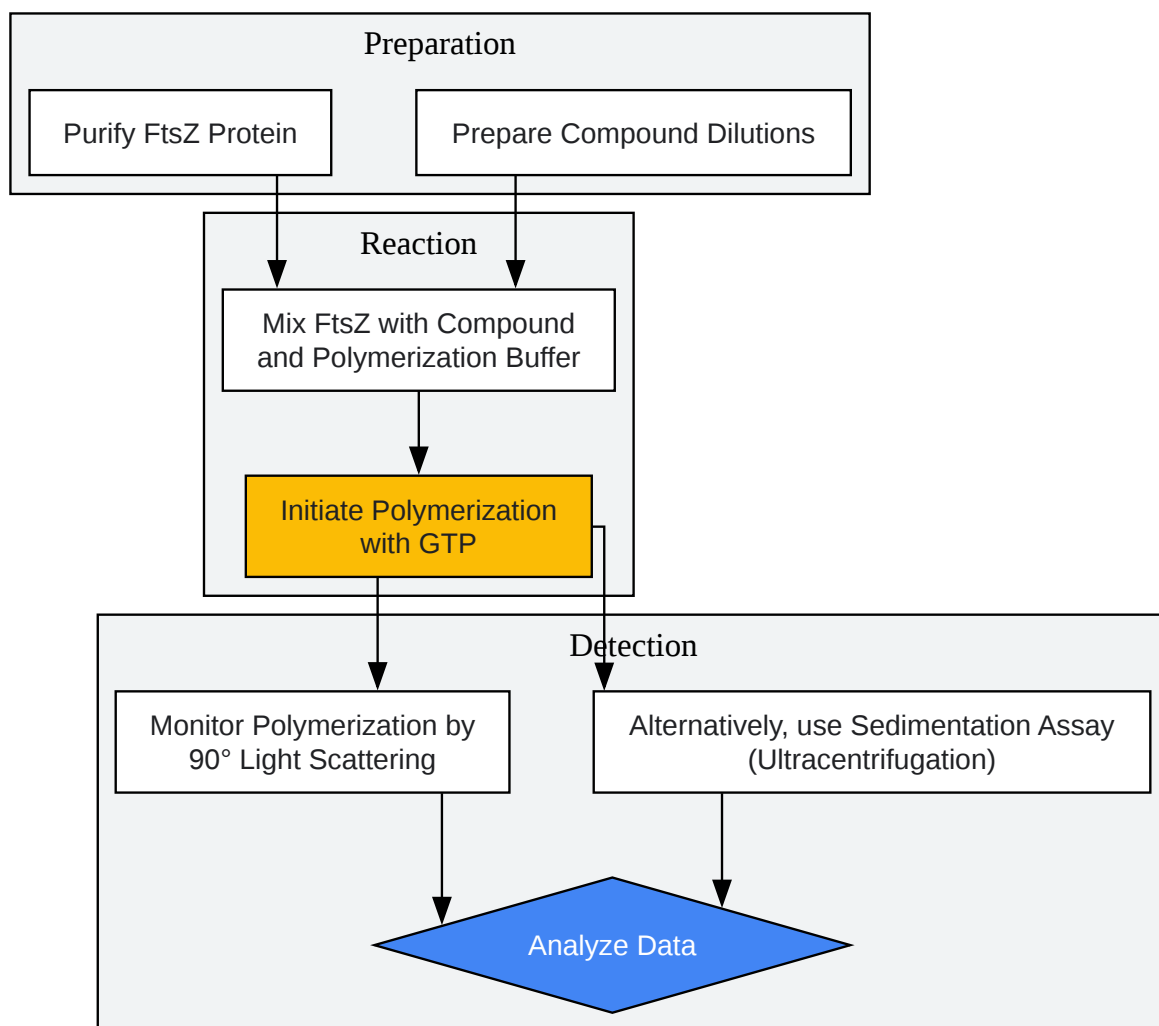 Preparation
Purify FtsZ Protein
Prepare Compound Dilutions
Reaction
Mix FtsZ with Compound
and Polymerization Buffer
Initiate Polymerization
with GTP
Detection
Monitor Polymerization by
90° Light Scattering
Alternatively, use Sedimentation Assay
(Ultracentrifugation)
Analyze Data